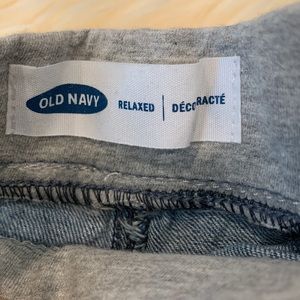 OLD NAVY RELAXED | DÉCONTRACTÉ